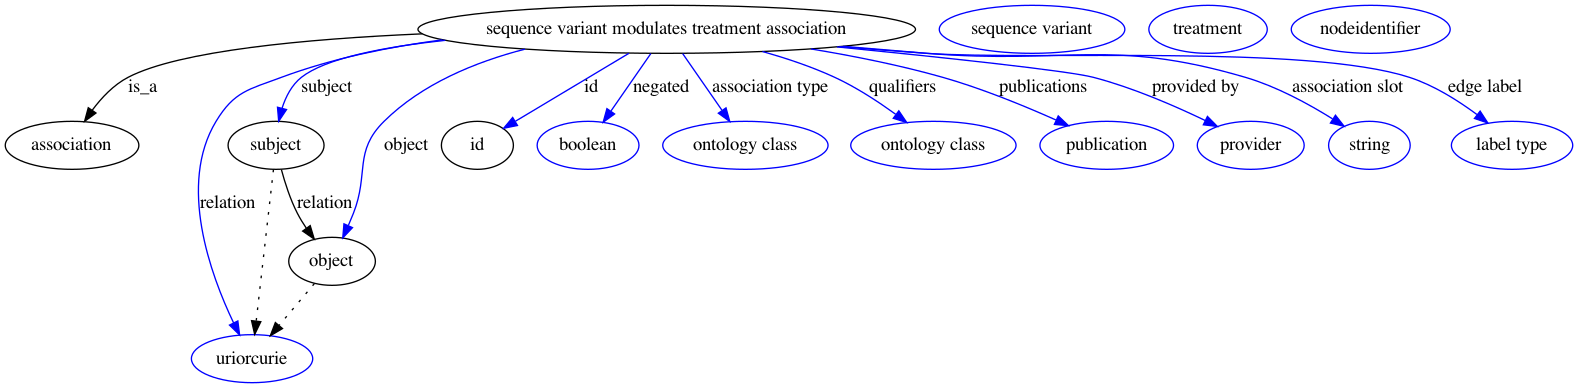 sequence variant modulates treatment association
sequence variant
treatment
nodeidentifier
is_a
subject
object
id
negated
association type
qualifiers
publications
provided by
association slot
edge label
association
subject
id
boolean
ontology class
ontology class
publication
provider
string
label type
relation
relation
object
uriorcurie